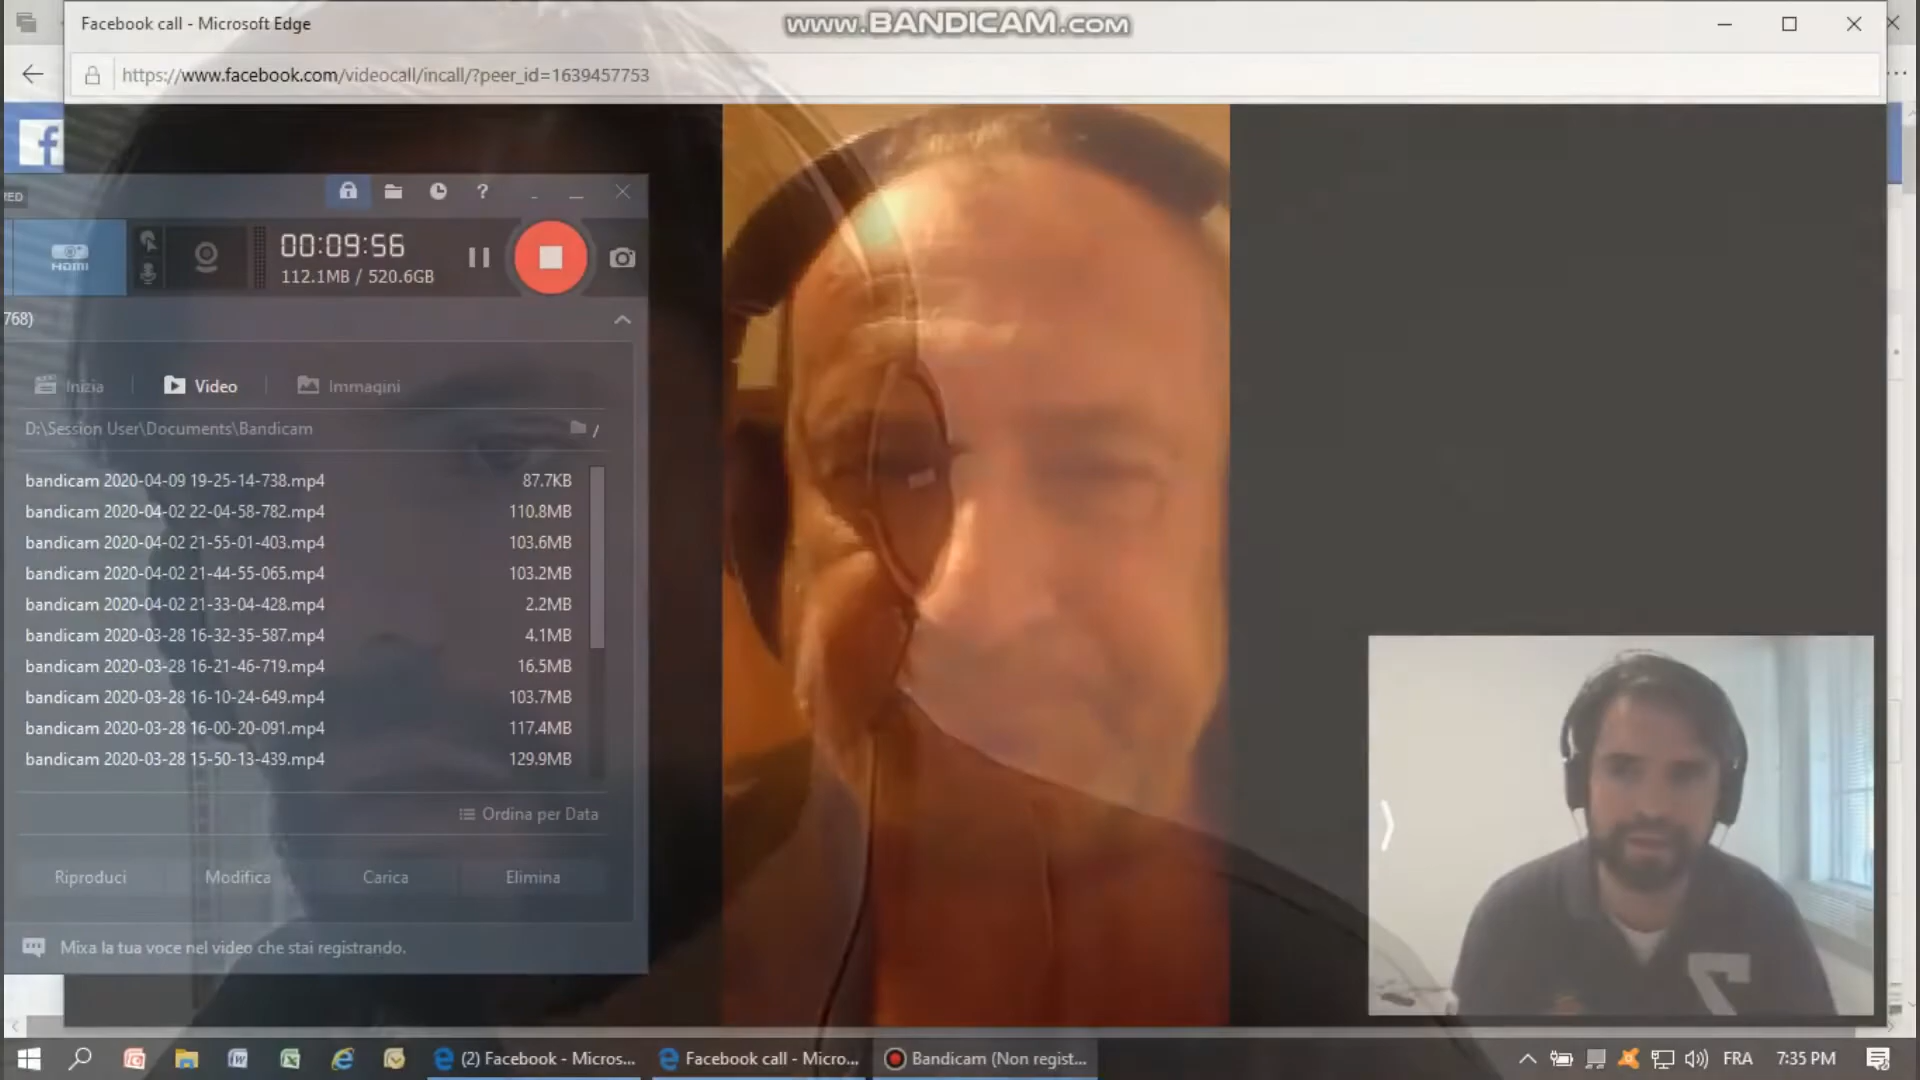 Facebook call - Microsoft Edge
www.BANDICAM.com
https://www.facebook.com/videocall/incall/?peer_id=1639457753
f
RED
?
HDMI
00:09:56
112.1MB / 520.6GB
768)
Inizia
Video
Immagini
D:\Session User\Documents\Bandicam
/
bandicam 2020-04-09 19-25-14-738.mp4 87.7KB
bandicam 2020-04-02 22-04-58-782.mp4 110.8MB
bandicam 2020-04-02 21-55-01-403.mp4 103.6MB
bandicam 2020-04-02 21-44-55-065.mp4 103.2MB
bandicam 2020-04-02 21-33-04-428.mp4 2.2MB
bandicam 2020-03-28 16-32-35-587.mp4 4.1MB
bandicam 2020-03-28 16-21-46-719.mp4 16.5MB
bandicam 2020-03-28 16-10-24-649.mp4 103.7MB
bandicam 2020-03-28 16-00-20-091.mp4 117.4MB
bandicam 2020-03-28 15-50-13-439.mp4 129.9MB
Ordina per Data
Riproduci
Modifica
Carica
Elimina
Mixa la tua voce nel video che stai registrando.
(2) Facebook - Micros...
Facebook call - Micro...
Bandicam (Non regist...
FRA
7:35 PM